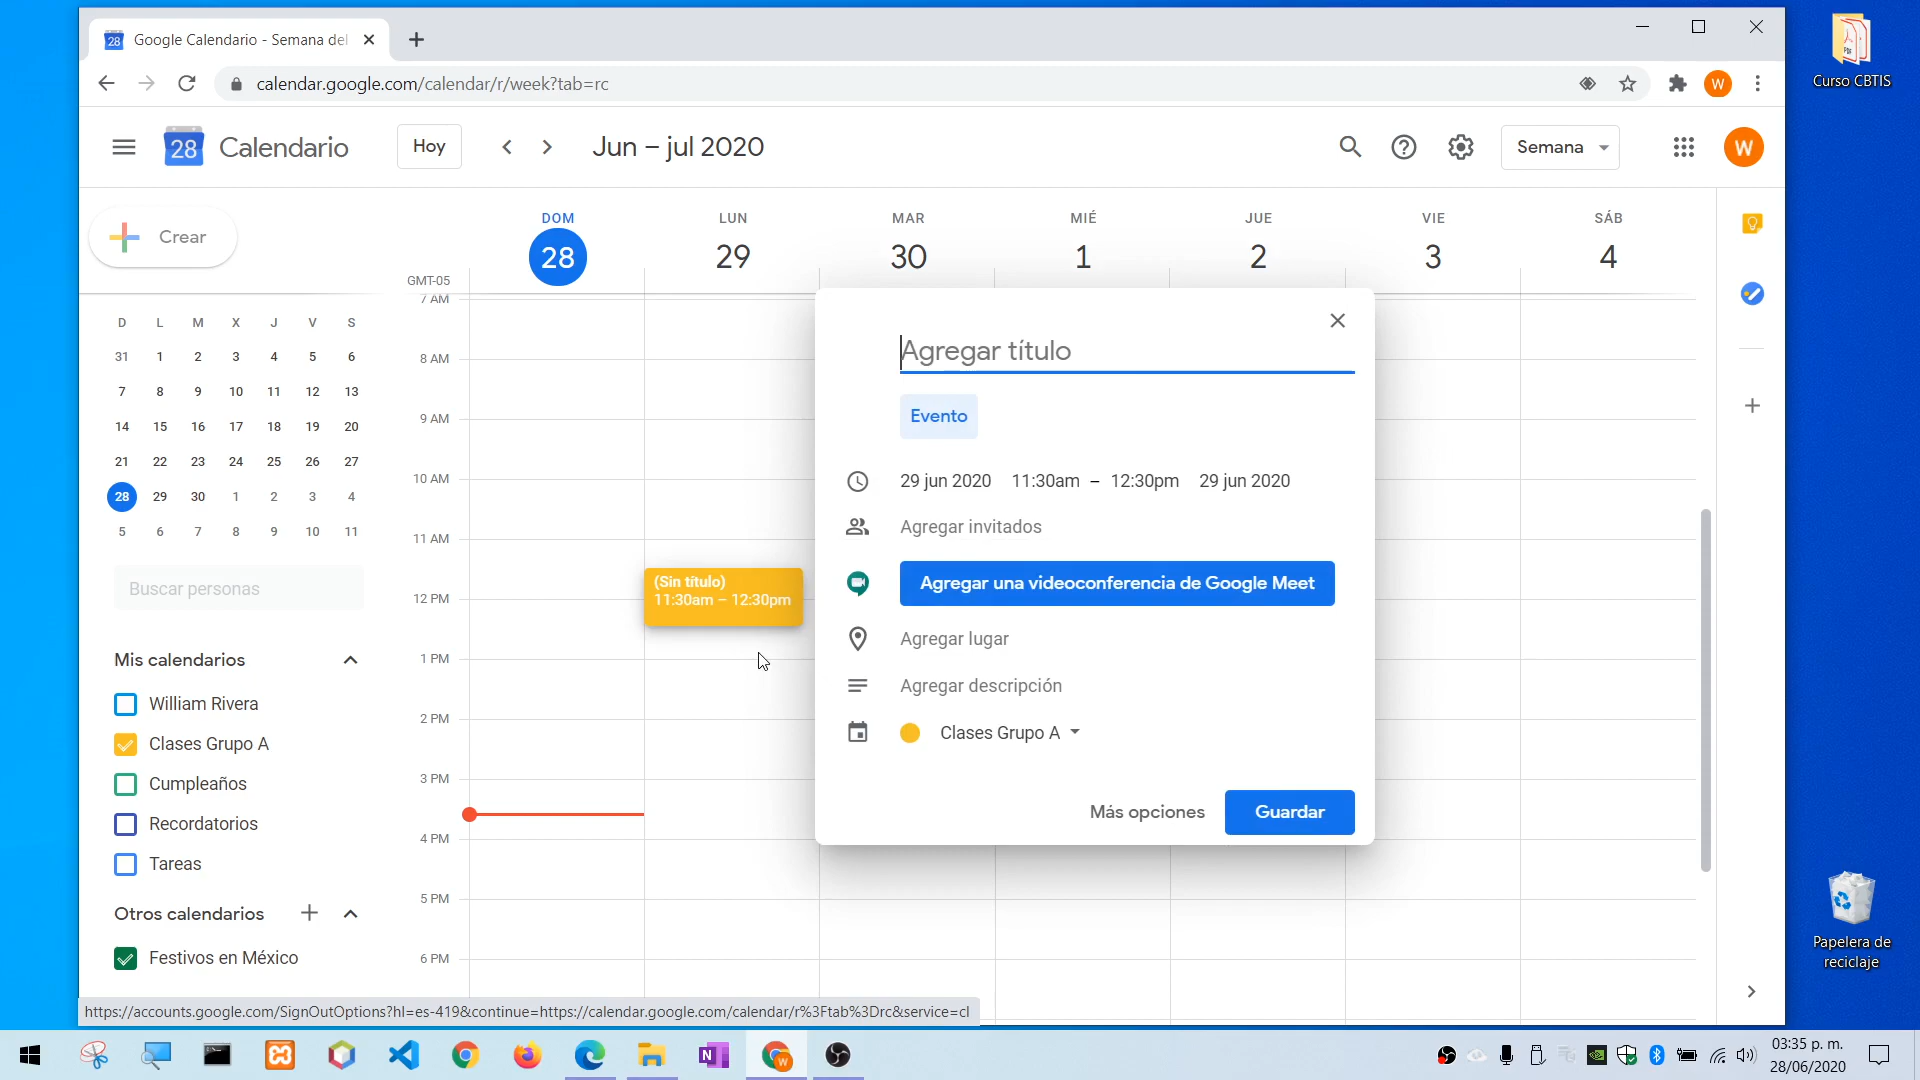 28 Google Calendario - Semana del
calendar.google.com/calendar/r/week?tab=rc
W
28 Calendario
Hoy
Jun – jul 2020
Semana
W
Crear
DOM LUN MAR MIÉ JUE VIE SÁB
28 29 30 1 2 3 4
GMT-05
7 AM
8 AM
9 AM
10 AM
11 AM
12 PM
1 PM
2 PM
3 PM
4 PM
5 PM
6 PM
D L M X J V S
31 1 2 3 4 5 6
7 8 9 10 11 12 13
14 15 16 17 18 19 20
21 22 23 24 25 26 27
28 29 30 1 2 3 4
5 6 7 8 9 10 11
Buscar personas
Mis calendarios
William Rivera
Clases Grupo A
Cumpleaños
Recordatorios
Tareas
Otros calendarios
Festivos en México
(Sin título)
11:30am – 12:30pm
Agregar título
Evento
29 jun 2020 11:30am – 12:30pm 29 jun 2020
Agregar invitados
Agregar una videoconferencia de Google Meet
Agregar lugar
Agregar descripción
Clases Grupo A
Más opciones
Guardar
https://accounts.google.com/SignOutOptions?hl=es-419&continue=https://calendar.google.com/calendar/r%3Ftab%3Drc&service=cl
Curso CBTIS
Papelera de
reciclaje
03:35 p. m.
28/06/2020